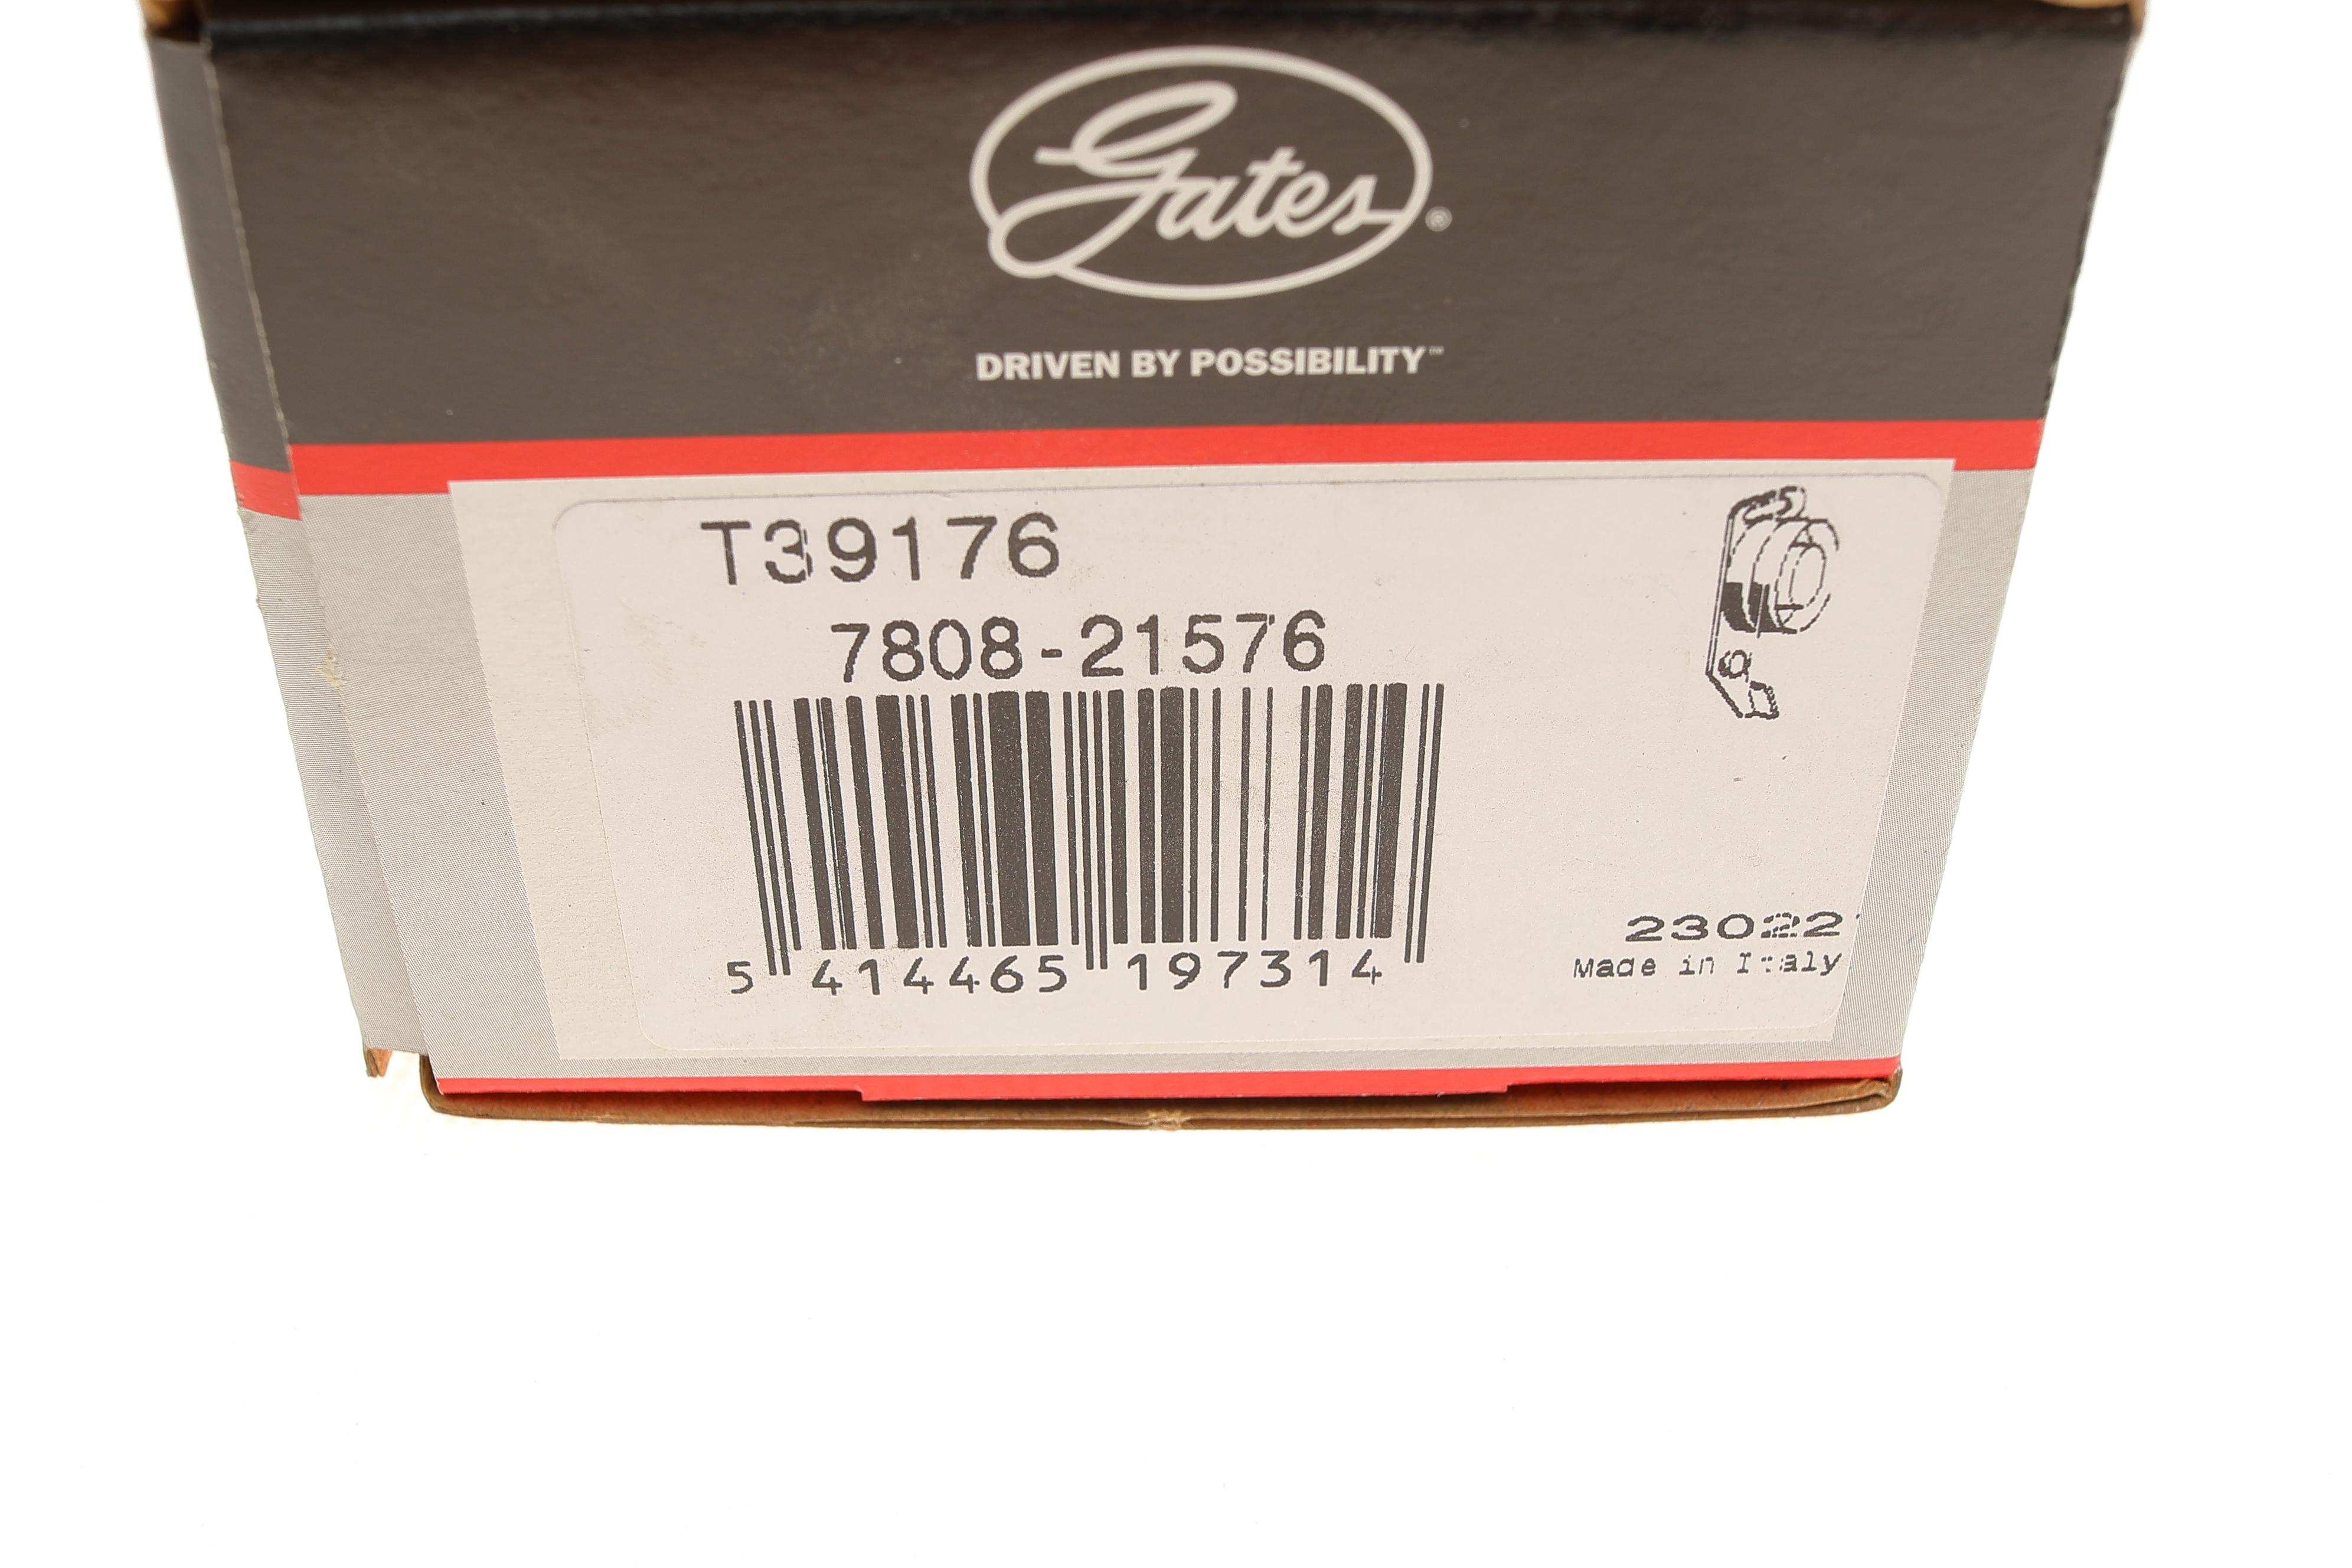 Gates®
DRIVEN BY POSSIBILITY™
T39176
7808-21576
5 414465 197314
23022
Made in Italy